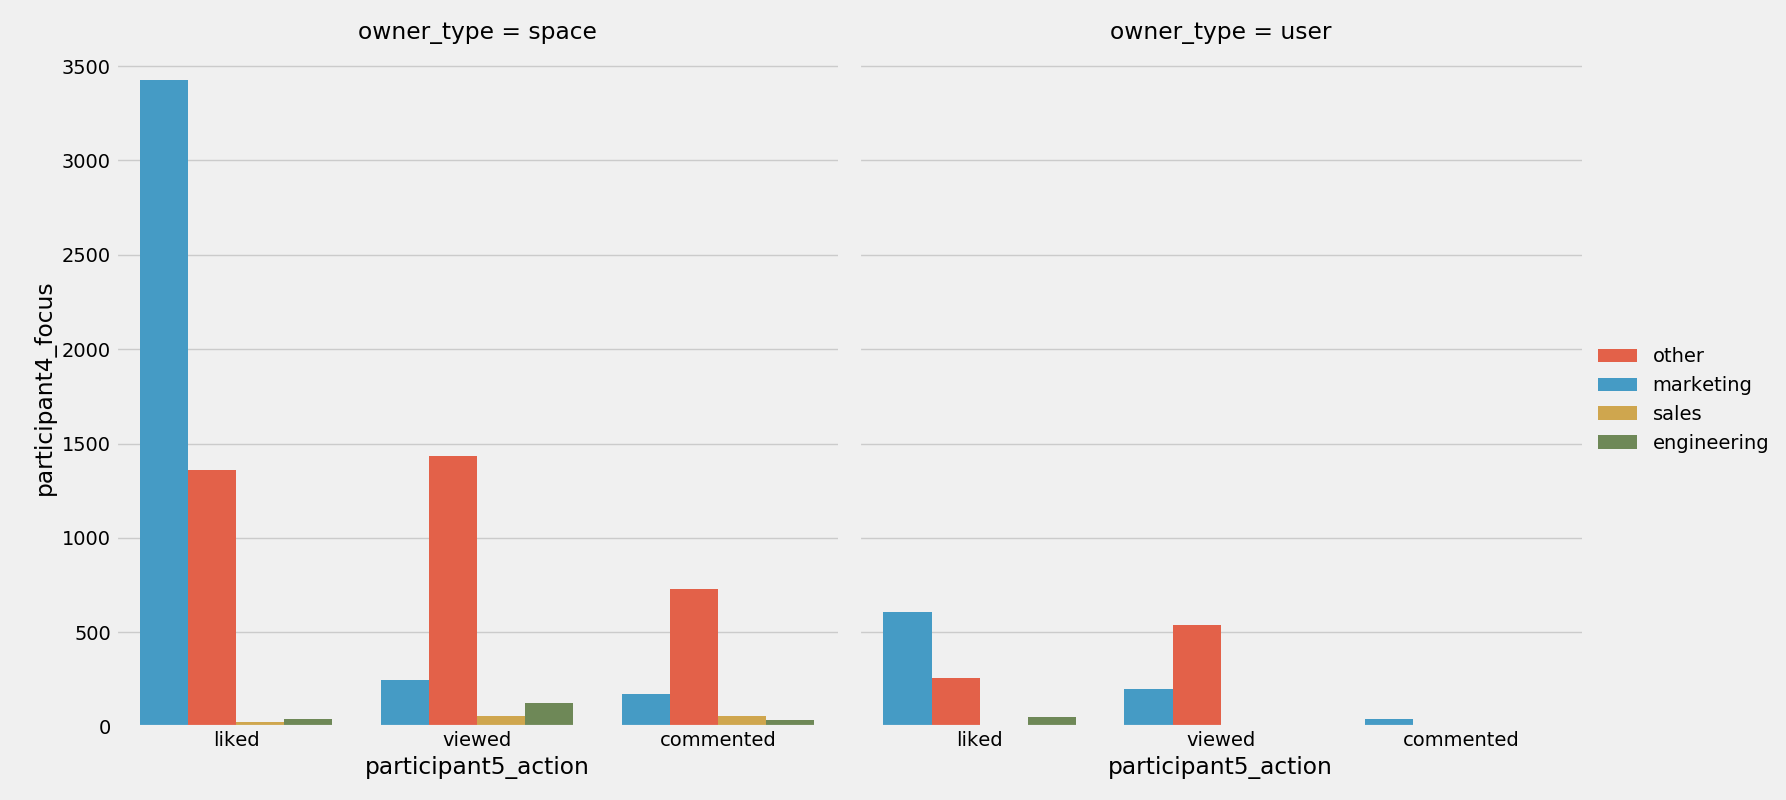 owner_type = space
owner_type = user
participant4_focus
3500
3000
2500
2000
1500
1000
500
0
liked
viewed
commented
liked
viewed
commented
participant5_action
participant5_action
other
marketing
sales
engineering